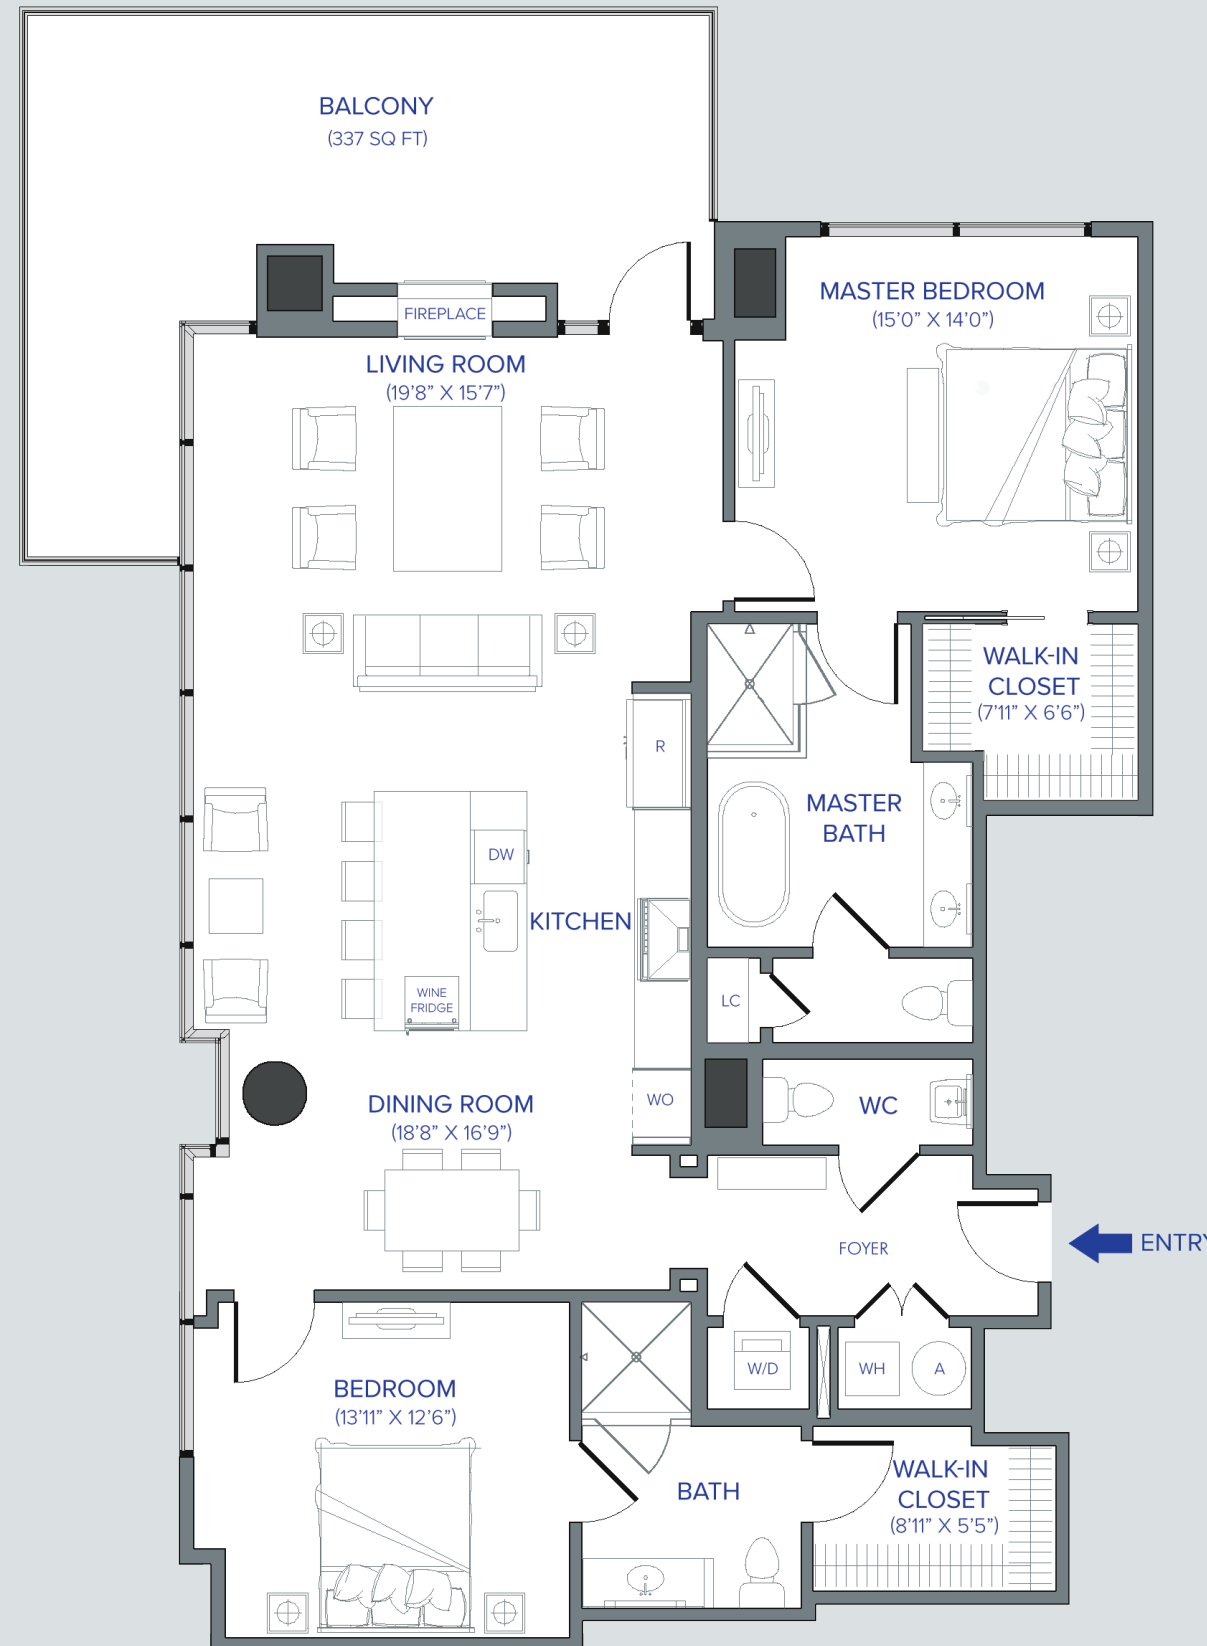 BALCONY
(337 SQ FT)
FIREPLACE
MASTER BEDROOM
(15'0" X 14'0")
LIVING ROOM
(19'8" X 15'7")
WALK-IN
CLOSET
(7'11" X 6'6")
R
MASTER
BATH
DW
KITCHEN
WINE
FRIDGE
LC
WO
WC
DINING ROOM
(18'8" X 16'9")
FOYER
ENTRY
W/D
WH
A
BEDROOM
(13'11" X 12'6")
BATH
WALK-IN
CLOSET
(8'11" X 5'5")